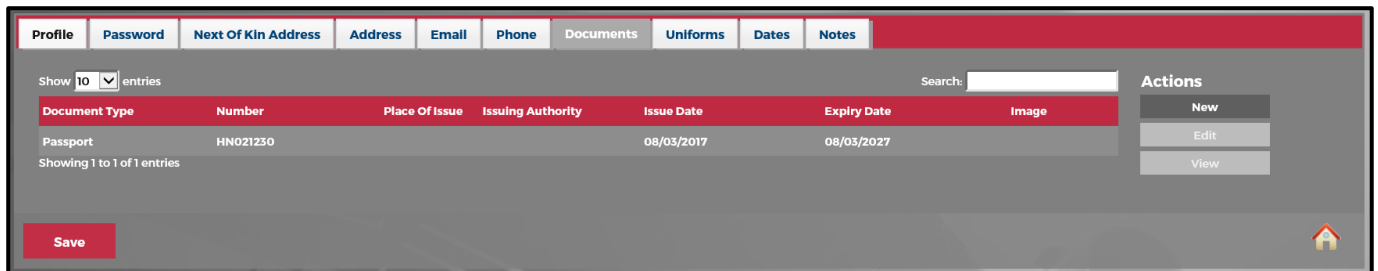 Profile Password Next Of Kin Address Address Email Phone Documents Uniforms Dates Notes
Show 10 entries Search: Actions
Document Type Number Place Of Issue Issuing Authority Issue Date Expiry Date Image New
Passport HN021230 08/03/2017 08/03/2027 Edit
Showing 1 to 1 of 1 entries View
Save